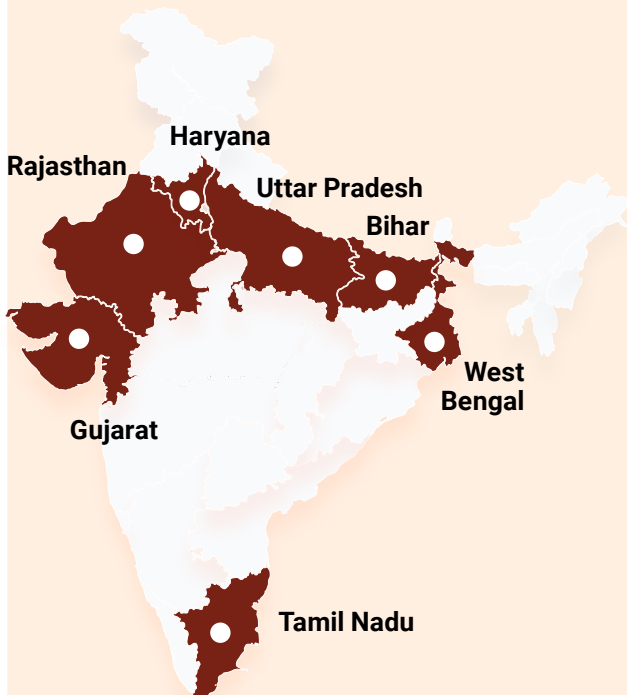 Haryana
Rajasthan
Uttar Pradesh
Bihar
West
Bengal
Gujarat
Tamil Nadu